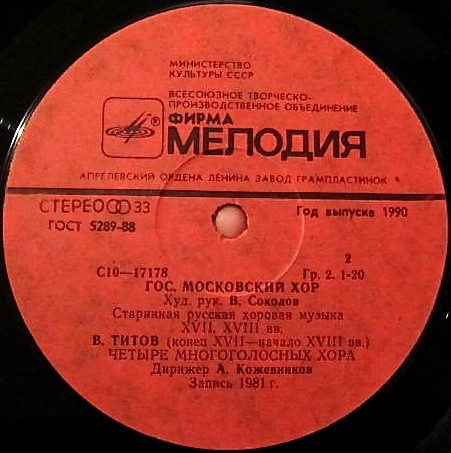 МИНИСТЕРСТВО
КУЛЬТУРЫ СССР
ВСЕСОЮЗНОЕ ТВОРЧЕСКО-
ПРОИЗВОДСТВЕННОЕ ОБЪЕДИНЕНИЕ
®
ФИРМА
МЕЛОДИЯ
АПРЕЛЕВСКИЙ ОРДЕНА ЛЕНИНА ЗАВОД ГРАМПЛАСТИНОК
СТЕРЕО 33
Год выпуска 1990
ГОСТ 5289-88
2
С10—17178
Гр. 2. 1-20
ГОС. МОСКОВСКИЙ ХОР
Худ. рук. В. Соколов
Старинная русская хоровая музыка
XVII, XVIII вв.
В. ТИТОВ (конец XVII—начало XVIII вв.)
ЧЕТЫРЕ МНОГОГОЛОСНЫХ ХОРА
Дирижер А. Кожевников
Запись 1981 г.